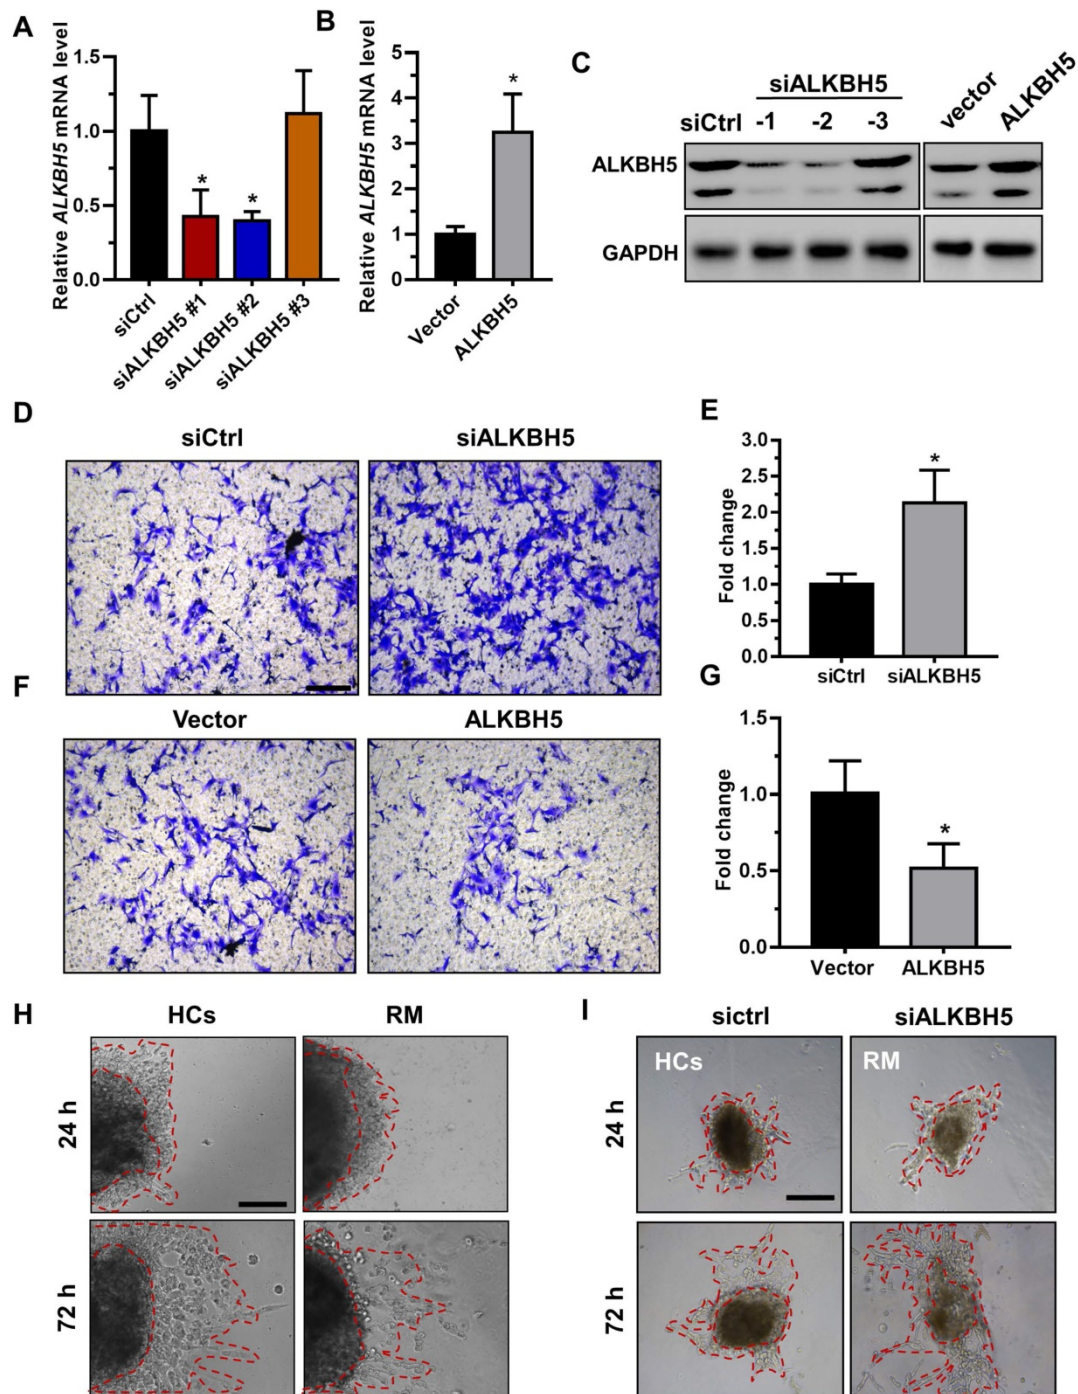 A
Relative ALKBH5 mRNA level
1.5
1.0
0.5
0.0
*
*
siCtrl
siALKBH5 #1
siALKBH5 #2
siALKBH5 #3
B
Relative ALKBH5 mRNA level
5
4
3
2
1
0
*
Vector
ALKBH5
C
siALKBH5
siCtrl -1 -2 -3 vector ALKBH5
ALKBH5
GAPDH
D
siCtrl siALKBH5
E
Fold change
3.0
2.5
2.0
1.5
1.0
0.5
0.0
*
siCtrl siALKBH5
F
Vector ALKBH5
G
Fold change
1.5
1.0
0.5
0.0
*
Vector ALKBH5
H
HCs RM
24 h
72 h
I
sictrl siALKBH5
HCs RM
24 h
72 h